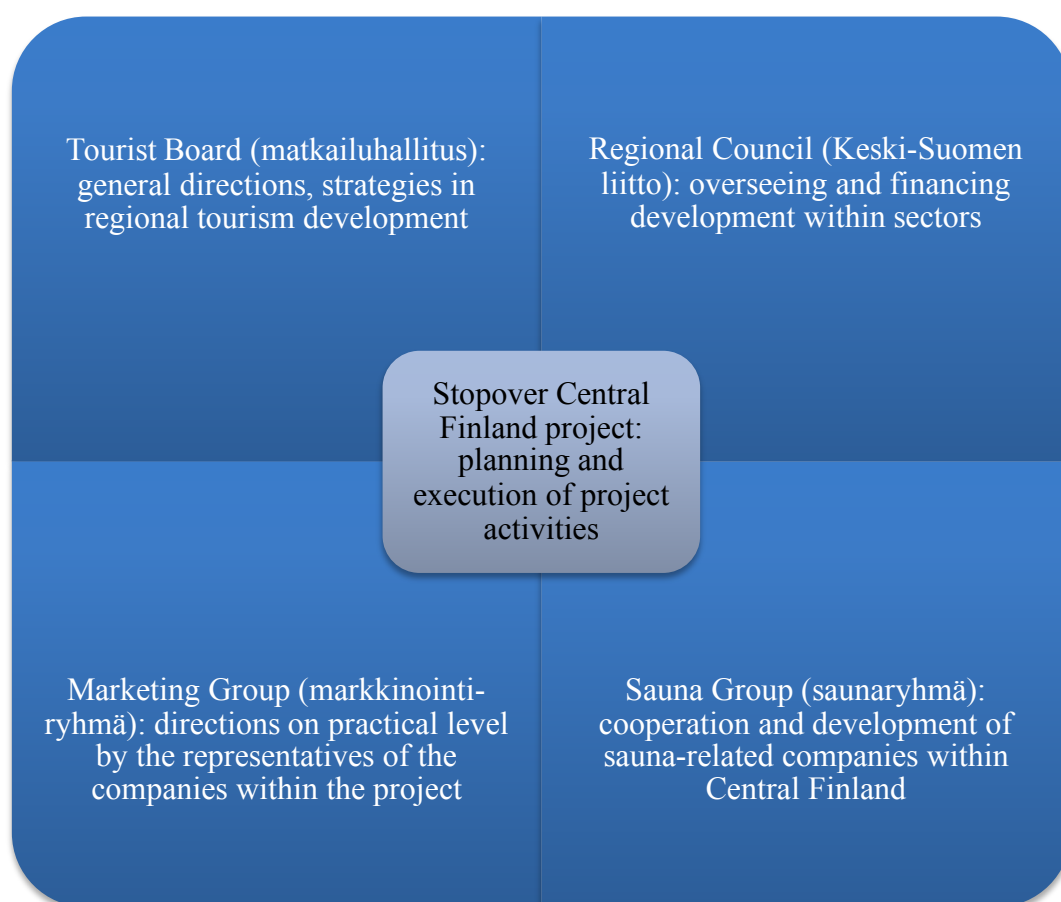 Tourist Board (matkailuhallitus):
general directions, strategies in
regional tourism development
Regional Council (Keski-Suomen
liitto): overseeing and financing
development within sectors
Stopover Central
Finland project:
planning and
execution of project
activities
Marketing Group (markkinointi-
ryhmä): directions on practical level
by the representatives of the
companies within the project
Sauna Group (saunaryhmä):
cooperation and development of
sauna-related companies within
Central Finland